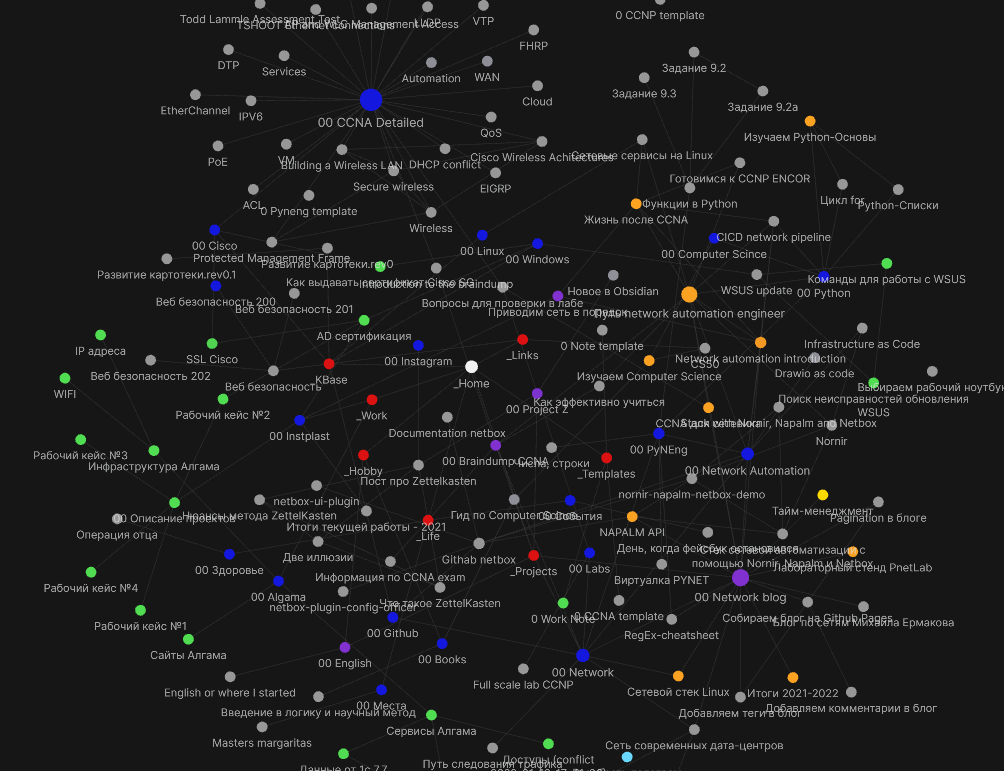 0 CCNP template
Todd Lammle Assessment Test
TSHOOT Ethernet Connections
Management Access
LLDP
VTP
FHRP
DTP
Services
Automation
WAN
Задание 9.2
Задание 9.3
Cloud
Задание 9.2a
EtherChannel
IPV6
00 CCNA Detailed
QoS
Изучаем Python-Основы
PoE
VM
Building a Wireless LAN
DHCP conflict
Cisco Wireless Achitectures
Сетевые сервисы на Linux
Secure wireless
EIGRP
Готовимся к CCNP ENCOR
ACL
0 Pyneng template
Функции в Python
Цикл for
Python-Списки
Жизнь после CCNA
Wireless
00 Cisco
00 Linux
00 Windows
CICD network pipeline
00 Computer Scince
Protected Management Frame
Развитие картотеки.rev0
Развитие картотеки.rev0.1
Как выдавать сертификат Cisco
Introduction to the braindump
Команды для работы с WSUS
00 Python
WSUS update
Новое в Obsidian
Веб безопасность 200
Веб безопасность 201
Вопросы для проверки в лабе
Приводим сеть в порядок
Путь network automation engineer
AD сертификация
Infrastructure as Code
0 Note template
IP адреса
SSL Cisco
Веб безопасность 202
00 Instagram
_Links
Network automation introduction
CS50
Drawio as code
Изучаем Computer Science
KBase
_Home
Веб безопасность
WIFI
Выбираем рабочий ноутбук
Как эффективно учиться
Поиск неисправностей обновления
WSUS
Рабочий кейс №2
_Work
00 Project Z
Documentation netbox
00 Instplast
Stack with Nornir, Napalm and Netbox
Nornir
00 PyNEng
Рабочий кейс №3
Инфраструктура Алгама
_Hobby
00 Braindump
CCNA
Числа, строки
_Templates
00 Network Automation
Пост про Zettelkasten
nornir-napalm-netbox-demo
netbox-ui-plugin
Нюансы метода ZettelKasten
00 Описание проектов
Операция отца
Гид по Computer Science
00 События
Тайм-менеджмент
Pagination в блоге
Итоги текущей работы - 2021
_Life
NAPALM API
День, когда фейсбук остановился
Стек сетевой автоматизации с
помощью Nornir, Napalm и Netbox
Лабораторный стенд PnetLab
Две иллюзии
Githab netbox
00 Здоровье
_Projects
00 Labs
Виртуалка PYNET
Информация по CCNA exam
Рабочий кейс №4
00 Algama
00 Network blog
netbox-plugin-config-officer
Что такое ZettelKasten
0 Work Note
0 CCNA template
Собираем блог на Github Pages
Блог по сетям Михаила Ермакова
Рабочий кейс №1
00 Github
RegEx-cheatsheet
Сайты Алгама
00 English
00 Books
00 Network
English or where I started
Full scale lab CCNP
Сетевой стек Linux
Итоги 2021-2022
00 Места
Введение в логику и научный метод
Добавляем теги в блог
Добавляем комментарии в блог
Masters margaritas
Сервисы Алгама
Сеть современных дата-центров
Данные от 1с 7.7
Путь следования трафика
Доступы (conflict